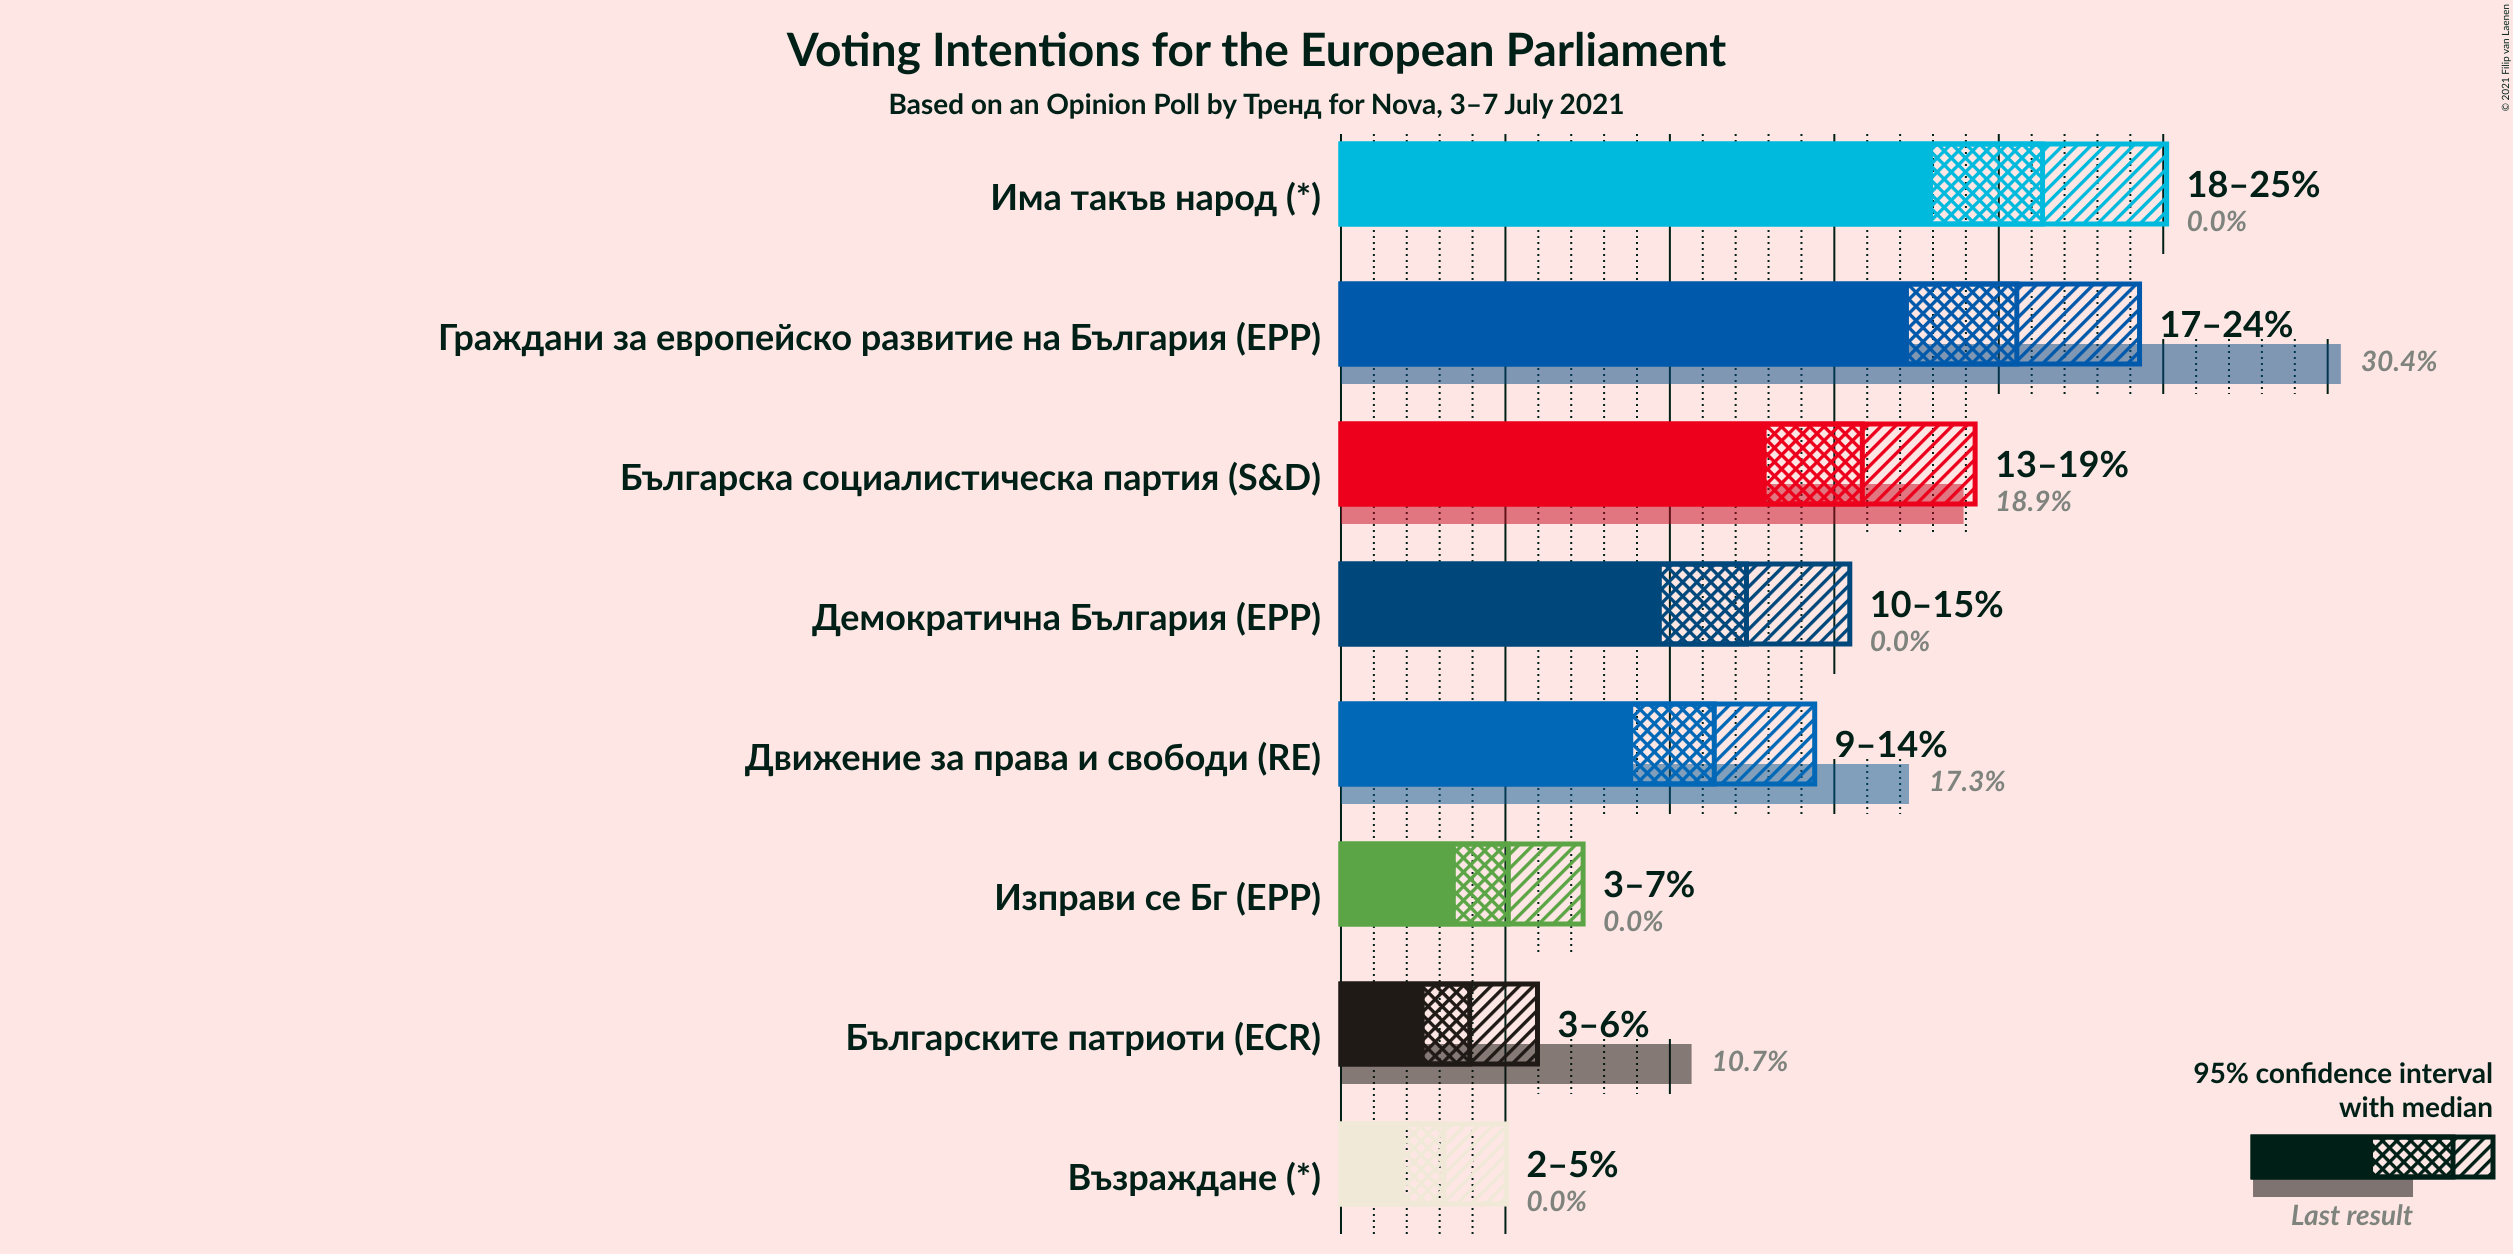 Voting Intentions for the European Parliament
Based on an Opinion Poll by Тренд for Nova, 3–7 July 2021
© 2021 Filip van Laenen
Има такъв народ (*)
18–25%
0.0%
Граждани за европейско развитие на България (EPP)
17–24%
30.4%
Българска социалистическа партия (S&D)
13–19%
18.9%
Демократична България (EPP)
10–15%
0.0%
Движение за права и свободи (RE)
9–14%
17.3%
Изправи се Бг (EPP)
3–7%
0.0%
Българските патриоти (ECR)
3–6%
10.7%
Възраждане (*)
2–5%
0.0%
95% confidence interval
with median
Last result